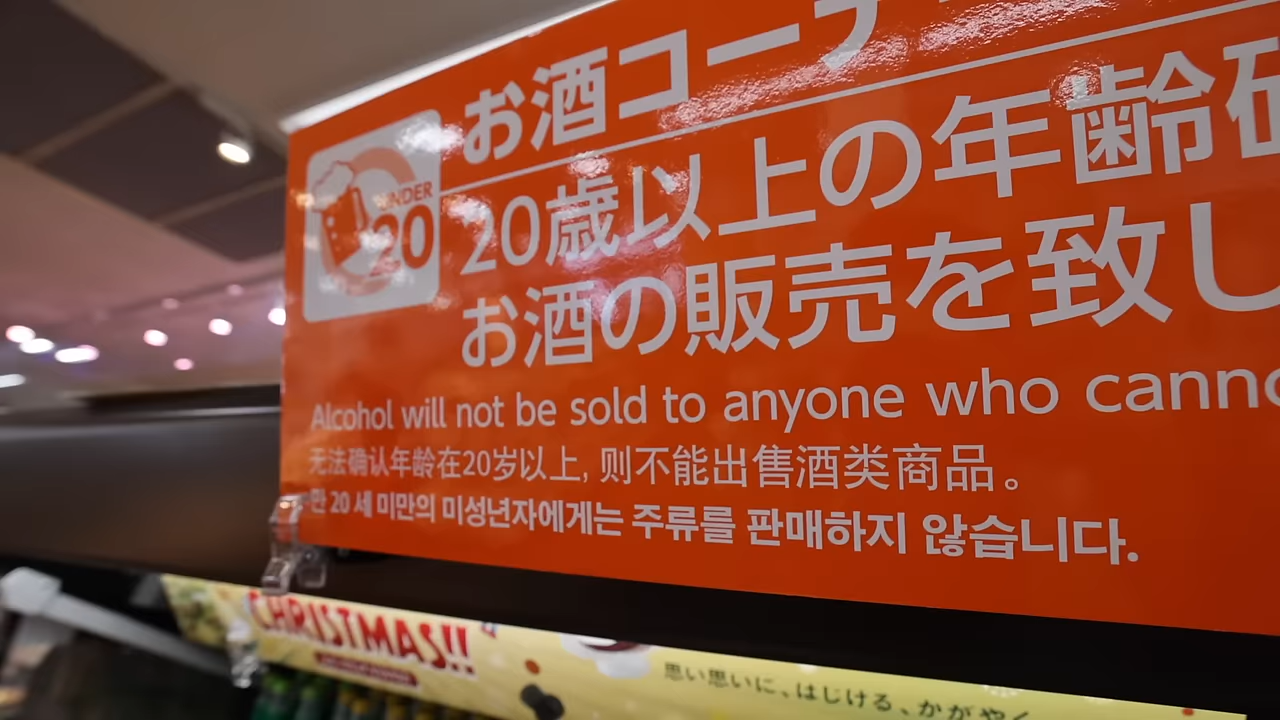 お酒コーナー
UNDER
20
20歳以上の年齢確
お酒の販売を致し
Alcohol will not be sold to anyone who canno
无法确认年龄在20岁以上, 则不能出售酒类商品。
만 20 세 미만의 미성년자에게는 주류를 판매하지 않습니다.
CHRISTMAS!!
思い思いに、はじける、かがやく